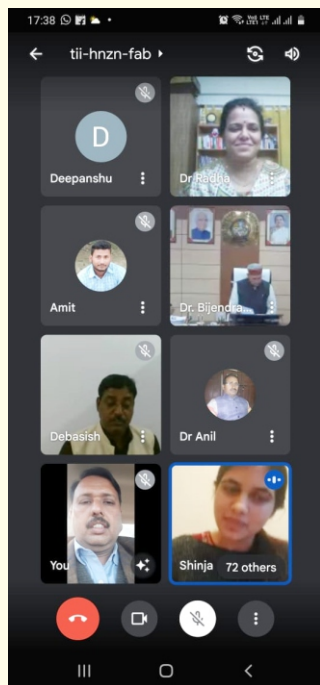 17:38
tii-hnzn-fab
D
Deepanshu
Dr Radha
Amit
Dr. Bijendra...
Debasish
Dr Anil
You
Shinja
72 others